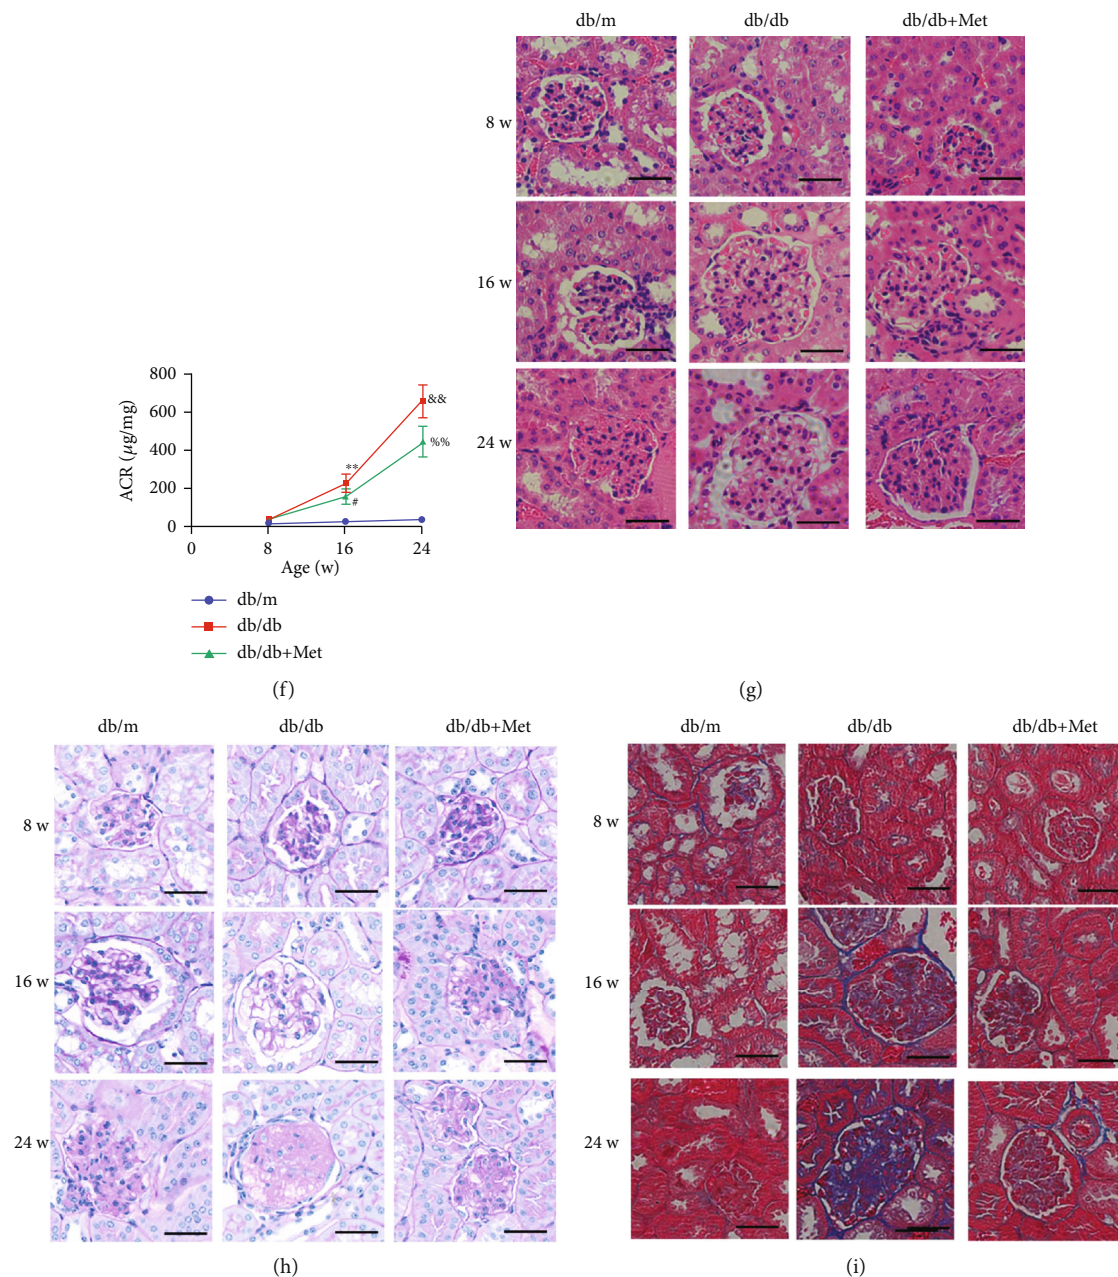 db/m db/db db/db+Met
8 w
16 w
24 w
(g)
800
600
400
200
0
ACR (μg/mg)
&&
%%
**
#
0 8 16 24
Age (w)
db/m
db/db
db/db+Met
(f)
db/m db/db db/db+Met
8 w
16 w
24 w
(h)
db/m db/db db/db+Met
8 w
16 w
24 w
(i)